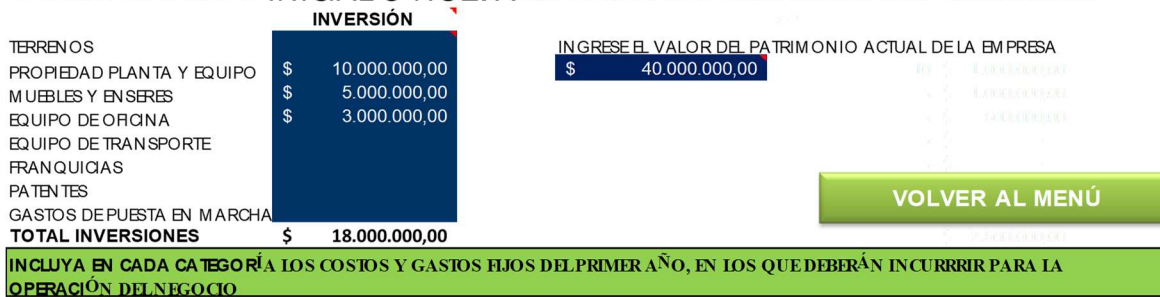 INVERSIÓN
TERRENOS INGRESE EL VALOR DEL PATRIMONIO ACTUAL DE LA EMPRESA
PROPIEDAD PLANTA Y EQUIPO $ 10.000.000,00 $ 40.000.000,00
MUEBLES Y ENSERES $ 5.000.000,00
EQUIPO DE OFICINA $ 3.000.000,00
EQUIPO DE TRANSPORTE
FRANQUICIAS
PATENTES
VOLVER AL MENÚ
GASTOS DE PUESTA EN MARCHA
TOTAL INVERSIONES $ 18.000.000,00
INCLUYA EN CADA CATEGORÍA LOS COSTOS Y GASTOS FIJOS DEL PRIMER AÑO, EN LOS QUE DEBERÁN INCURRRIR PARA LA
OPERACIÓN DEL NEGOCIO